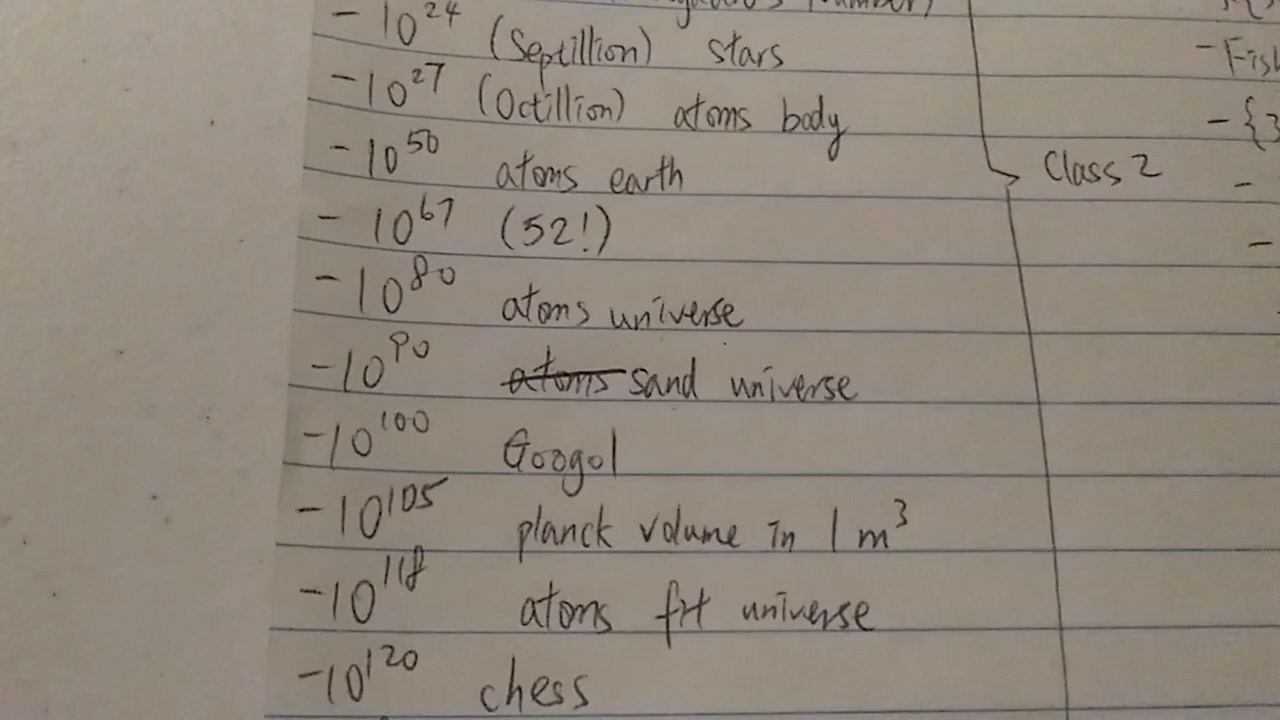 - 10^24 (Septillion) stars
- 10^27 (Octillion) atoms body
- 10^50 atoms earth
- 10^67 (52!)
- 10^80 atoms universe
- 10^90 atoms sand universe
- 10^100 Googol
- 10^105 planck volume in 1 m^3
- 10^118 atoms fit universe
- 10^120 chess
Class 2